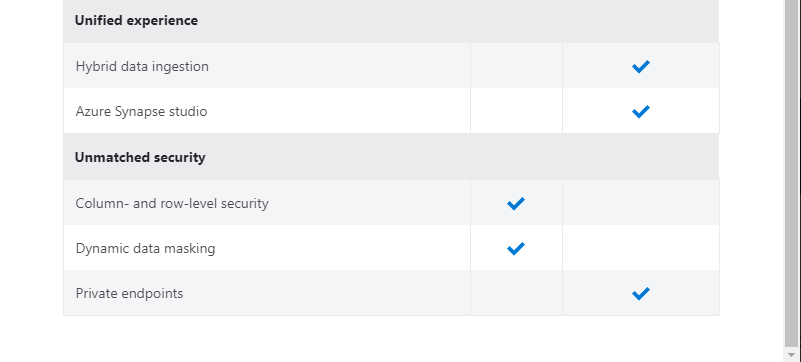 Unified experience
Hybrid data ingestion
Azure Synapse studio
Unmatched security
Column- and row-level security
Dynamic data masking
Private endpoints